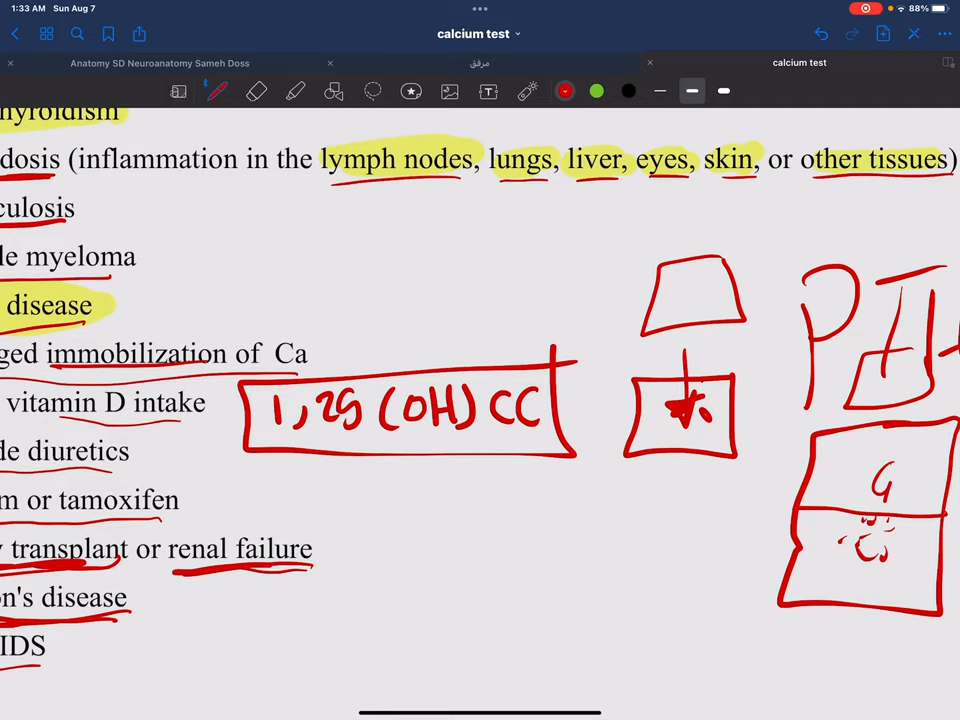 1:33 AM Sun Aug 7
88%
calcium test
Anatomy SD Neuroanatomy Sameh Doss
مرفق
calcium test
hyroidism
dosis (inflammation in the lymph nodes, lungs, liver, eyes, skin, or other tissues)
culosis
le myeloma
disease
ged immobilization of Ca
vitamin D intake
de diuretics
m or tamoxifen
y transplant or renal failure
on's disease
IDS
1,25 (OH) CC
PTH